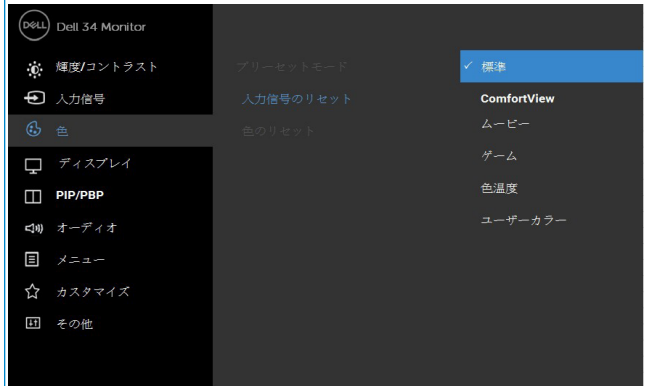 DELL Dell 34 Monitor
輝度/コントラスト
入力信号
色
ディスプレイ
PIP/PBP
オーディオ
メニュー
カスタマイズ
その他
プリーセットモード
入力信号のリセット
色のリセット
標準
ComfortView
ムービー
ゲーム
色温度
ユーザーカラー